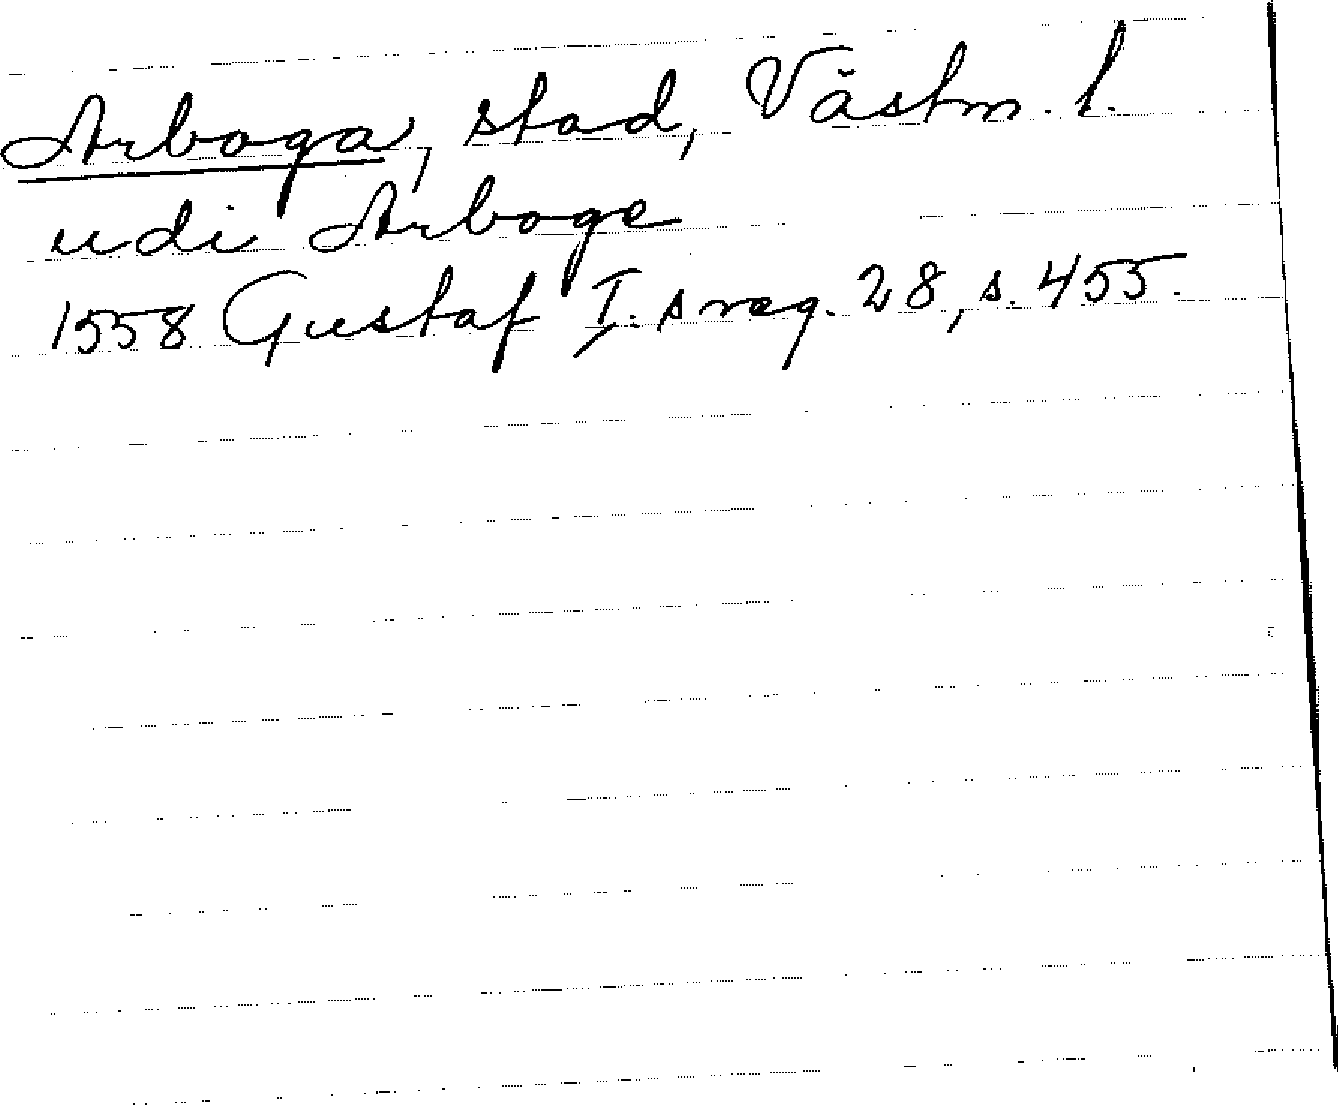 Arboga, stad, Västm. l.
udi Arboge
1558 Gustaf I:s reg. 28, s. 455.